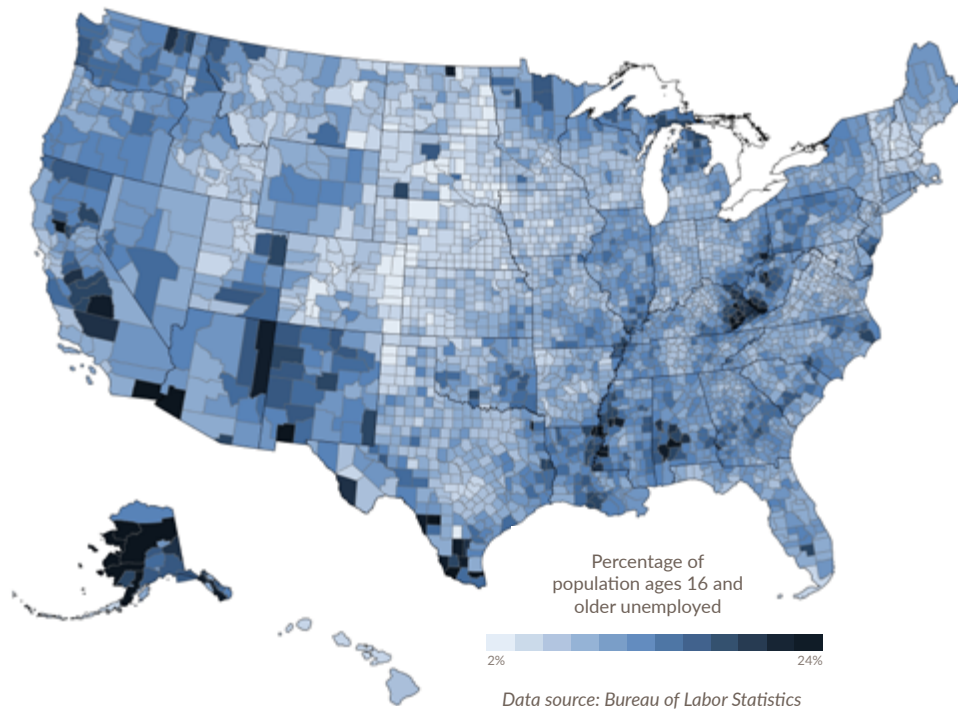 Percentage of
population ages 16 and
older unemployed
2% 24%
Data source: Bureau of Labor Statistics